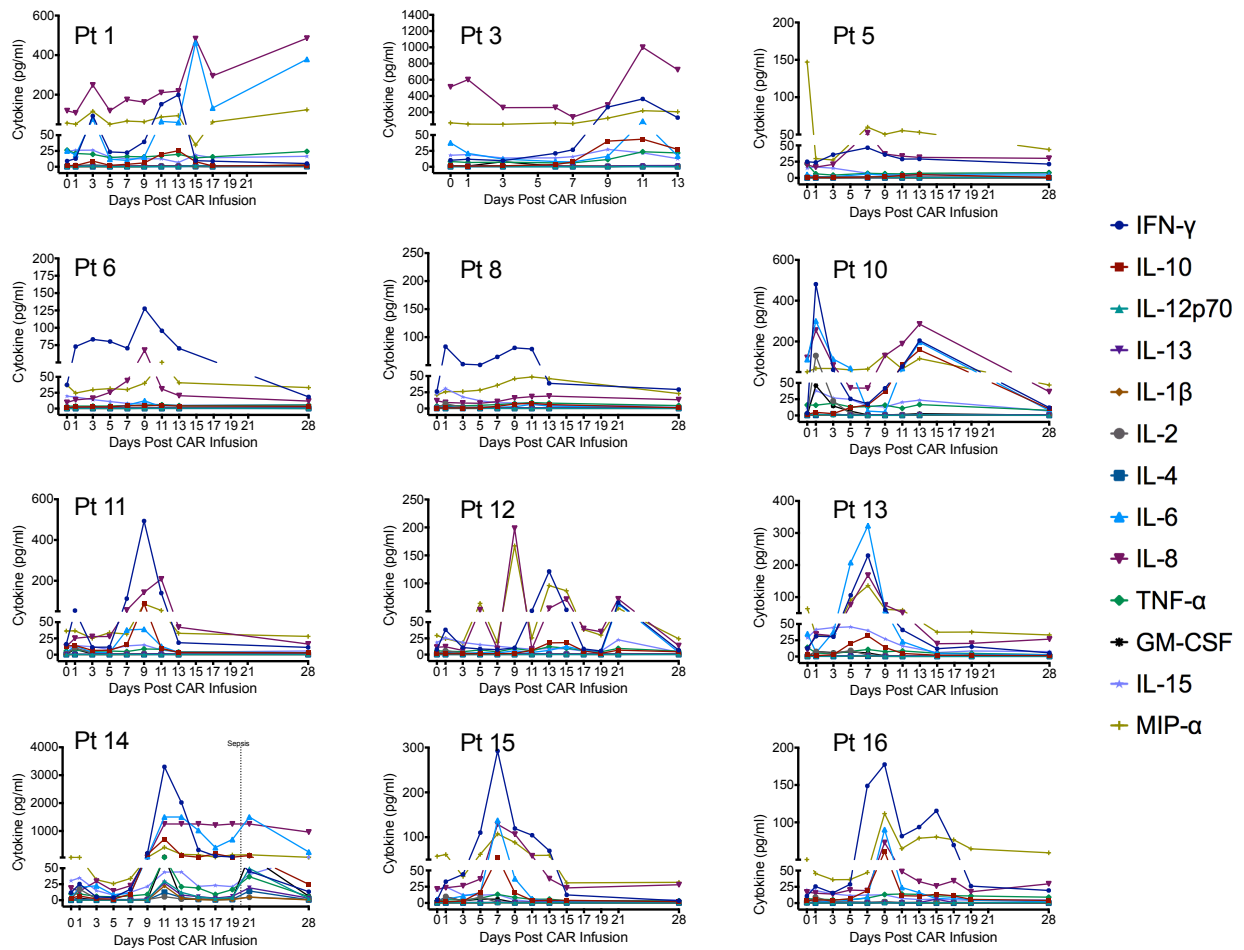 Pt 1
Cytokine (pg/ml)
600
400
200
50
25
0
0 1 3 5 7 9 11 13 15 17 19 21
Days Post CAR Infusion
Pt 3
Cytokine (pg/ml)
1400
1200
1000
800
600
400
200
50
25
0
0 1 3 5 7 9 11 13
Days Post CAR Infusion
Pt 5
Cytokine (pg/ml)
200
150
100
50
25
0
0 1 3 5 7 9 11 13 15 17 19 21 28
Days Post CAR Infusion
Pt 6
Cytokine (pg/ml)
200
175
150
125
100
75
50
25
0
0 1 3 5 7 9 11 13 15 17 19 21 28
Days Post CAR Infusion
Pt 8
Cytokine (pg/ml)
200
150
100
50
25
0
0 1 3 5 7 9 11 13 15 17 19 21 28
Days Post CAR Infusion
Pt 10
Cytokine (pg/ml)
600
400
200
50
25
0
0 1 3 5 7 9 11 13 15 17 19 21 28
Days Post CAR Infusion
Pt 11
Cytokine (pg/ml)
600
400
200
50
25
0
0 1 3 5 7 9 11 13 15 17 19 21 28
Days Post CAR Infusion
Pt 12
Cytokine (pg/ml)
250
200
150
100
50
25
0
0 1 3 5 7 9 11 13 15 17 19 21 28
Days Post CAR Infusion
Pt 13
Cytokine (pg/ml)
400
300
200
100
50
25
0
0 1 3 5 7 9 11 13 15 17 19 21 28
Days Post CAR Infusion
Pt 14
Sepsis
Cytokine (pg/ml)
4000
3000
2000
1000
50
25
0
0 1 3 5 7 9 11 13 15 17 19 21 28
Days Post CAR Infusion
Pt 15
Cytokine (pg/ml)
300
200
100
50
25
0
0 1 3 5 7 9 11 13 15 17 19 21 28
Days Post CAR Infusion
Pt 16
Cytokine (pg/ml)
200
150
100
50
25
0
0 1 3 5 7 9 11 13 15 17 19 21 28
Days Post CAR Infusion
IFN-γ
IL-10
IL-12p70
IL-13
IL-1β
IL-2
IL-4
IL-6
IL-8
TNF-α
GM-CSF
IL-15
MIP-α